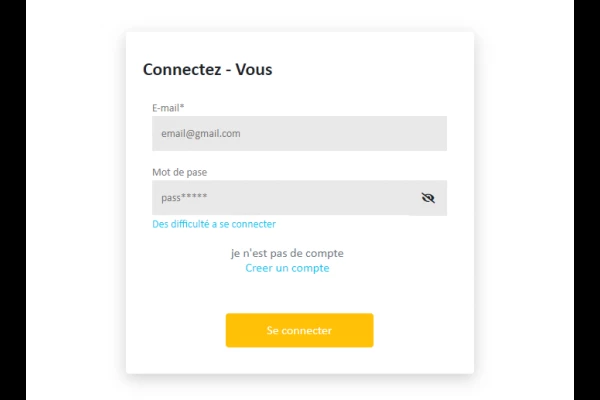 Connectez - Vous
E-mail*
email@gmail.com
Mot de pase
pass*****
Des difficulté a se connecter
je n'est pas de compte
Creer un compte
Se connecter